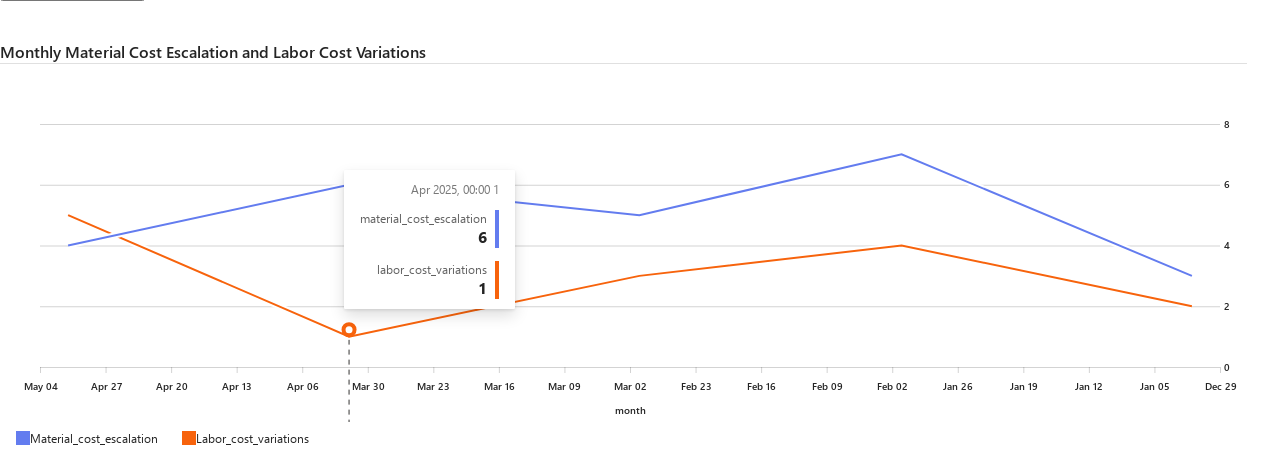 Monthly Material Cost Escalation and Labor Cost Variations
8
6
4
2
0
Apr 2025, 00:00 1
material_cost_escalation
6
labor_cost_variations
1
May 04 Apr 27 Apr 20 Apr 13 Apr 06 Mar 30 Mar 23 Mar 16 Mar 09 Mar 02 Feb 23 Feb 16 Feb 09 Feb 02 Jan 26 Jan 19 Jan 12 Jan 05 Dec 29
month
Material_cost_escalation Labor_cost_variations